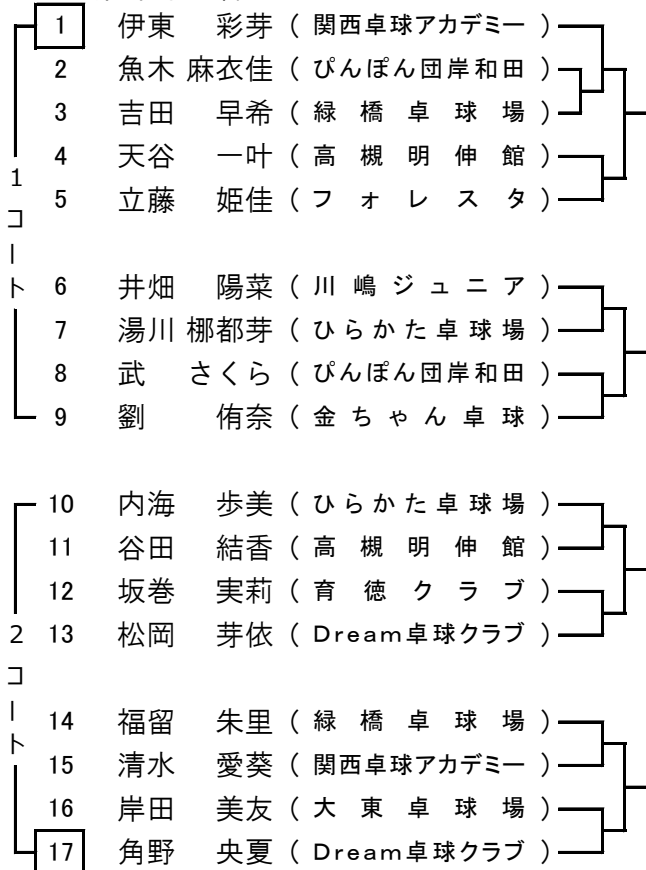 1 伊東 彩芽 ( 関西卓球アカデミー )
2 魚木 麻衣佳 ( ぴんぽん団岸和田 )
3 吉田 早希 ( 緑橋卓球場 )
4 天谷 一叶 ( 高槻明伸館 )
5 立藤 姫佳 ( フォレスタ )
1コート
6 井畑 陽菜 ( 川嶋ジュニア )
7 湯川 梛都芽 ( ひらかた卓球場 )
8 武 さくら ( ぴんぽん団岸和田 )
9 劉 侑奈 ( 金ちゃん卓球 )
10 内海 歩美 ( ひらかた卓球場 )
11 谷田 結香 ( 高槻明伸館 )
12 坂巻 実莉 ( 育徳クラブ )
13 松岡 芽依 ( Dream卓球クラブ )
2コート
14 福留 朱里 ( 緑橋卓球場 )
15 清水 愛葵 ( 関西卓球アカデミー )
16 岸田 美友 ( 大東卓球場 )
17 角野 央夏 ( Dream卓球クラブ )